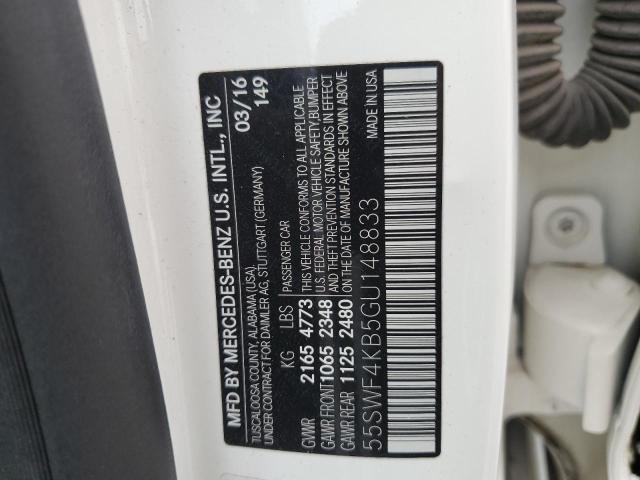 MFD BY MERCEDES-BENZ U.S. INTL., INC
TUSCALOOSA COUNTY, ALABAMA (USA)
UNDER CONTRACT FOR DAIMLER AG, STUTTGART (GERMANY)
03/16
149
KG LBS
GVWR 2165 4773
GAWR FRONT 1065 2348
GAWR REAR 1125 2480
PASSENGER CAR
THIS VEHICLE CONFORMS TO ALL APPLICABLE
U.S. FEDERAL MOTOR VEHICLE SAFETY, BUMPER
AND THEFT PREVENTION STANDARDS IN EFFECT
ON THE DATE OF MANUFACTURE SHOWN ABOVE
55SWF4KB5GU148833
MADE IN USA